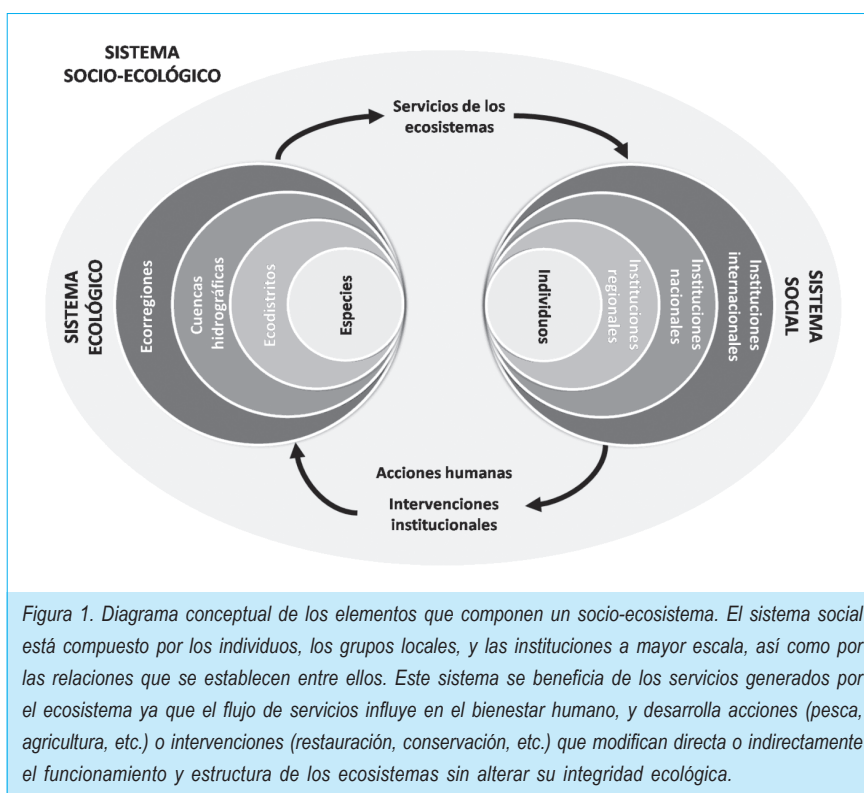 SISTEMA
SOCIO-ECOLÓGICO
Servicios de los
ecosistemas
SISTEMA
ECOLÓGICO
Ecorregiones
Cuencas
hidrográficas
Ecodistritos
Especies
Individuos
Instituciones
regionales
Instituciones
nacionales
Instituciones
internacionales
SISTEMA
SOCIAL
Acciones humanas
Intervenciones
institucionales
Figura 1. Diagrama conceptual de los elementos que componen un socio-ecosistema. El sistema social
está compuesto por los individuos, los grupos locales, y las instituciones a mayor escala, así como por
las relaciones que se establecen entre ellos. Este sistema se beneficia de los servicios generados por
el ecosistema ya que el flujo de servicios influye en el bienestar humano, y desarrolla acciones (pesca,
agricultura, etc.) o intervenciones (restauración, conservación, etc.) que modifican directa o indirectamente
el funcionamiento y estructura de los ecosistemas sin alterar su integridad ecológica.